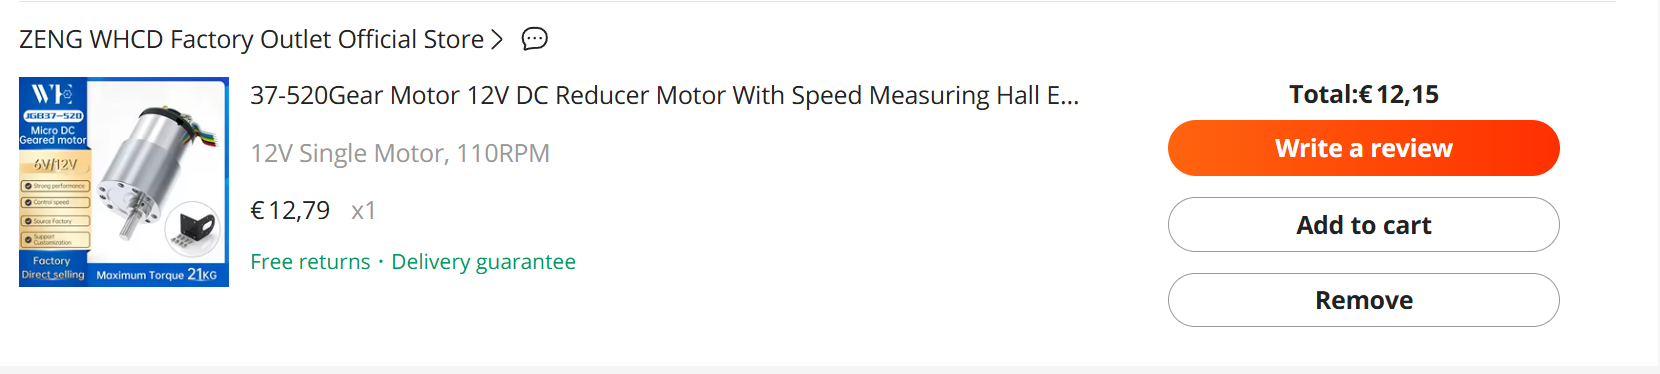 ZENG WHCD Factory Outlet Official Store
WHE
JGB37-520
Micro DC
Geared motor
6V/12V
Strong performance
Control speed
Source Factory
Support
Customization
Factory
Direct selling
Maximum Torque 21KG
37-520Gear Motor 12V DC Reducer Motor With Speed Measuring Hall E...
12V Single Motor, 110RPM
€12,79 x1
Free returns · Delivery guarantee
Total:€12,15
Write a review
Add to cart
Remove